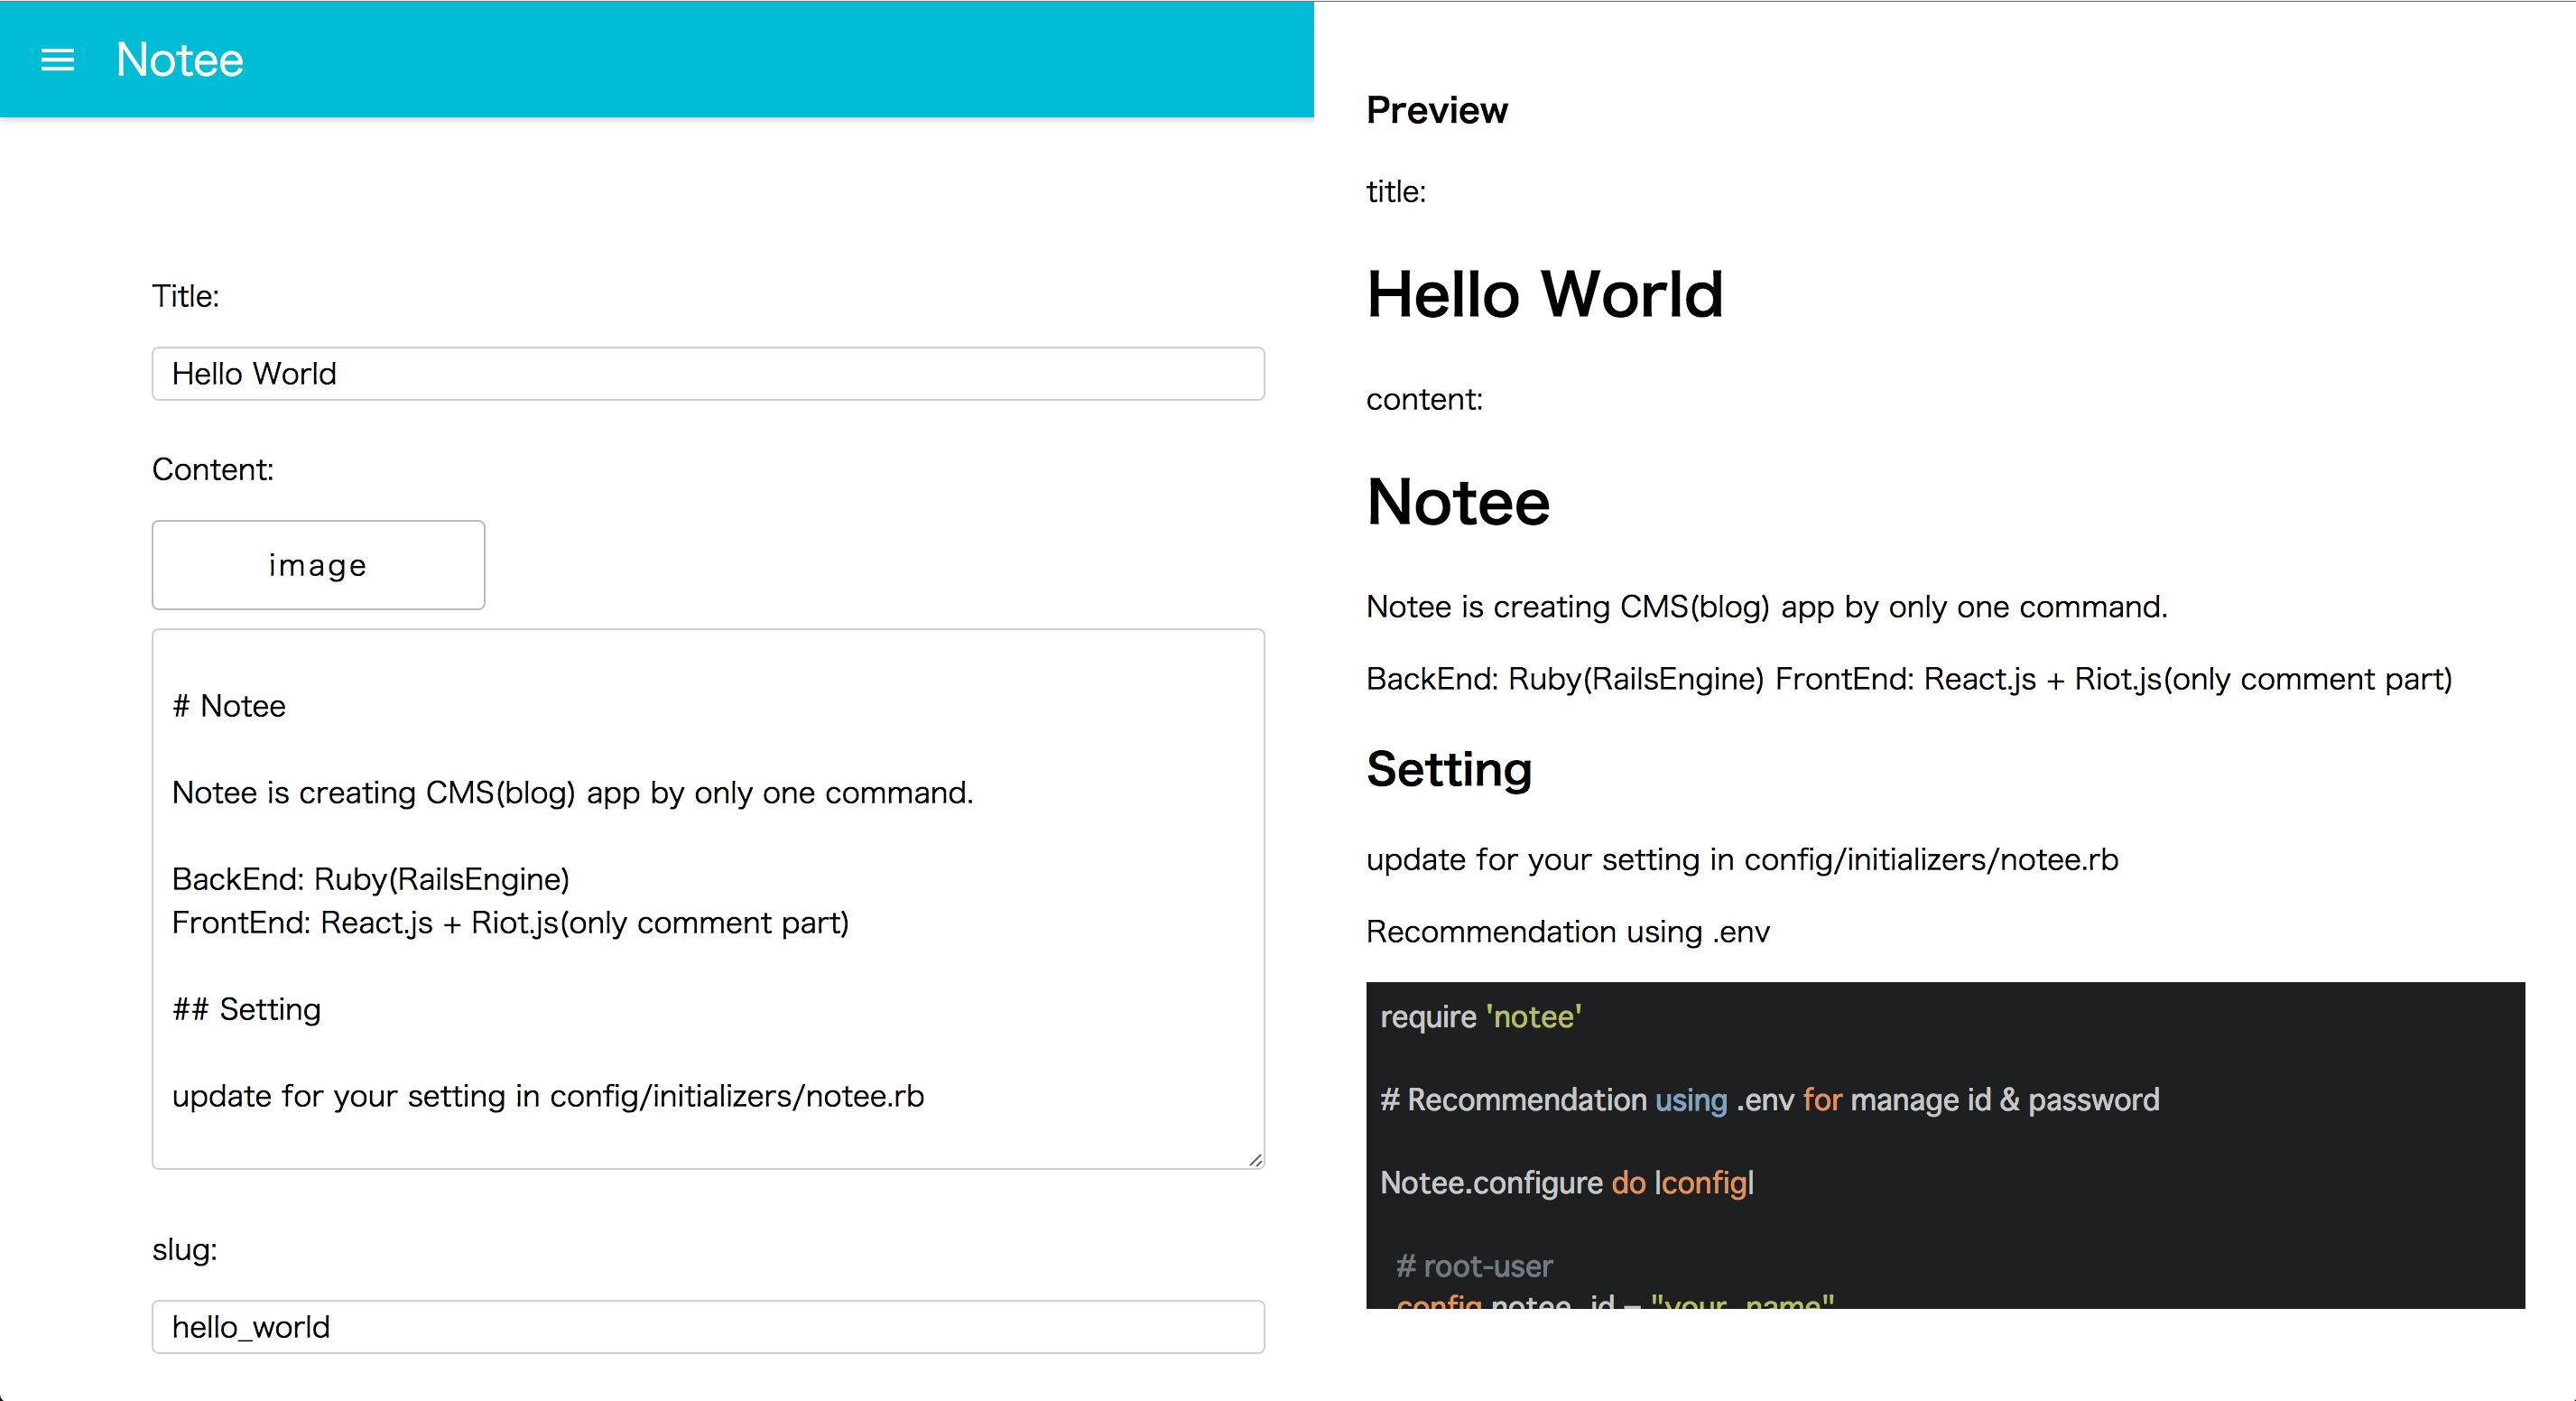 Notee
Title:
Hello World
Content:
image
# Notee
Notee is creating CMS(blog) app by only one command.
BackEnd: Ruby(RailsEngine)
FrontEnd: React.js + Riot.js(only comment part)
## Setting
update for your setting in config/initializers/notee.rb
slug:
hello_world
Preview
title:
Hello World
content:
Notee
Notee is creating CMS(blog) app by only one command.
BackEnd: Ruby(RailsEngine) FrontEnd: React.js + Riot.js(only comment part)
Setting
update for your setting in config/initializers/notee.rb
Recommendation using .env
require 'notee'
# Recommendation using .env for manage id & password
Notee.configure do |config|
# root-user
config.notee_id = "your_name"